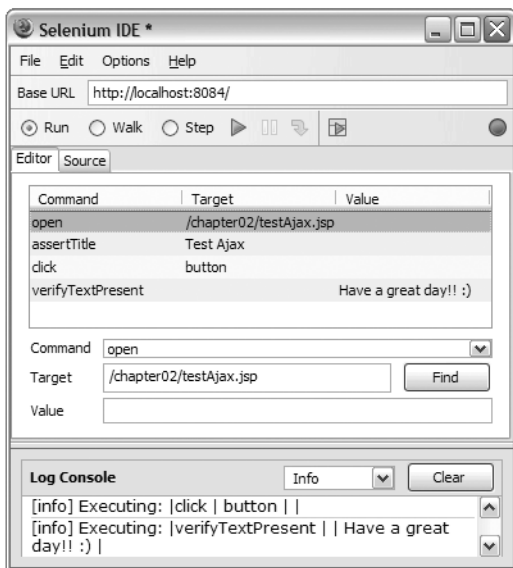 Selenium IDE *
File Edit Options Help
Base URL http://localhost:8084/
Run Walk Step
Editor Source
Command Target Value
open /chapter02/testAjax.jsp
assertTitle Test Ajax
click button
verifyTextPresent Have a great day!! :)
Command open
Target /chapter02/testAjax.jsp Find
Value
Log Console Info Clear
[info] Executing: |click | button | |
[info] Executing: |verifyTextPresent | | Have a great
day!! :) |